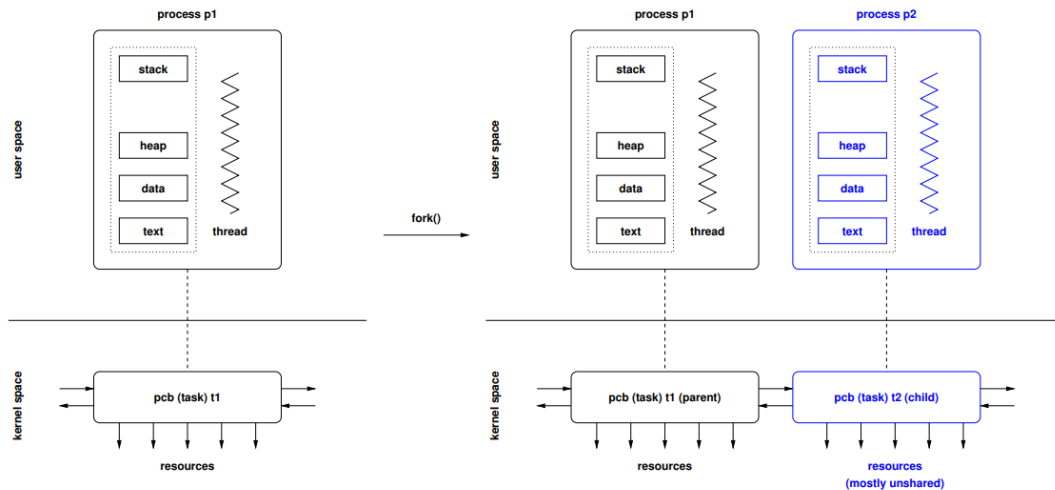 process p1
stack
heap
data
text
thread
user space
pcb (task) t1
kernel space
resources
fork()
process p1
process p2
stack
heap
data
text
thread
stack
heap
data
text
thread
user space
pcb (task) t1 (parent)
pcb (task) t2 (child)
kernel space
resources
resources
(mostly unshared)